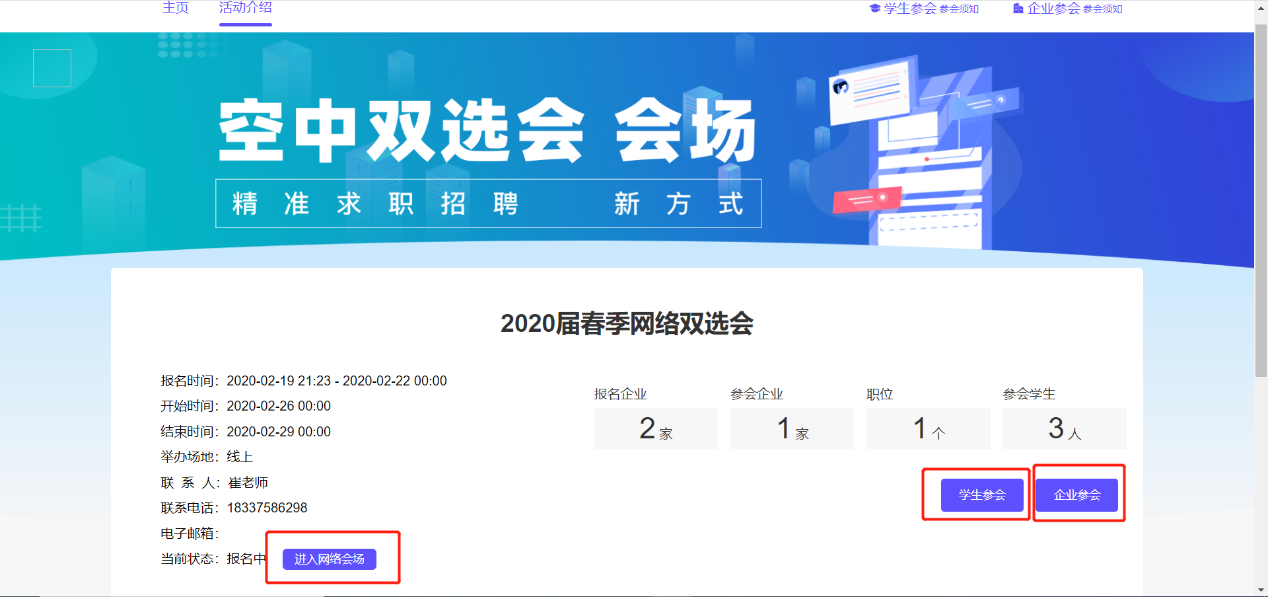 主页 活动介绍 学生参会 参会须知 企业参会 参会须知
空中双选会 会场
精准求职招聘 新方式
2020届春季网络双选会
报名时间：2020-02-19 21:23 - 2020-02-22 00:00
开始时间：2020-02-26 00:00
结束时间：2020-02-29 00:00
举办场地：线上
联 系 人：崔老师
联系电话：18337586298
电子邮箱：
当前状态：报名中 进入网络会场
报名企业 参会企业 职位 参会学生
2 家 1 家 1 个 3 人
学生参会 企业参会